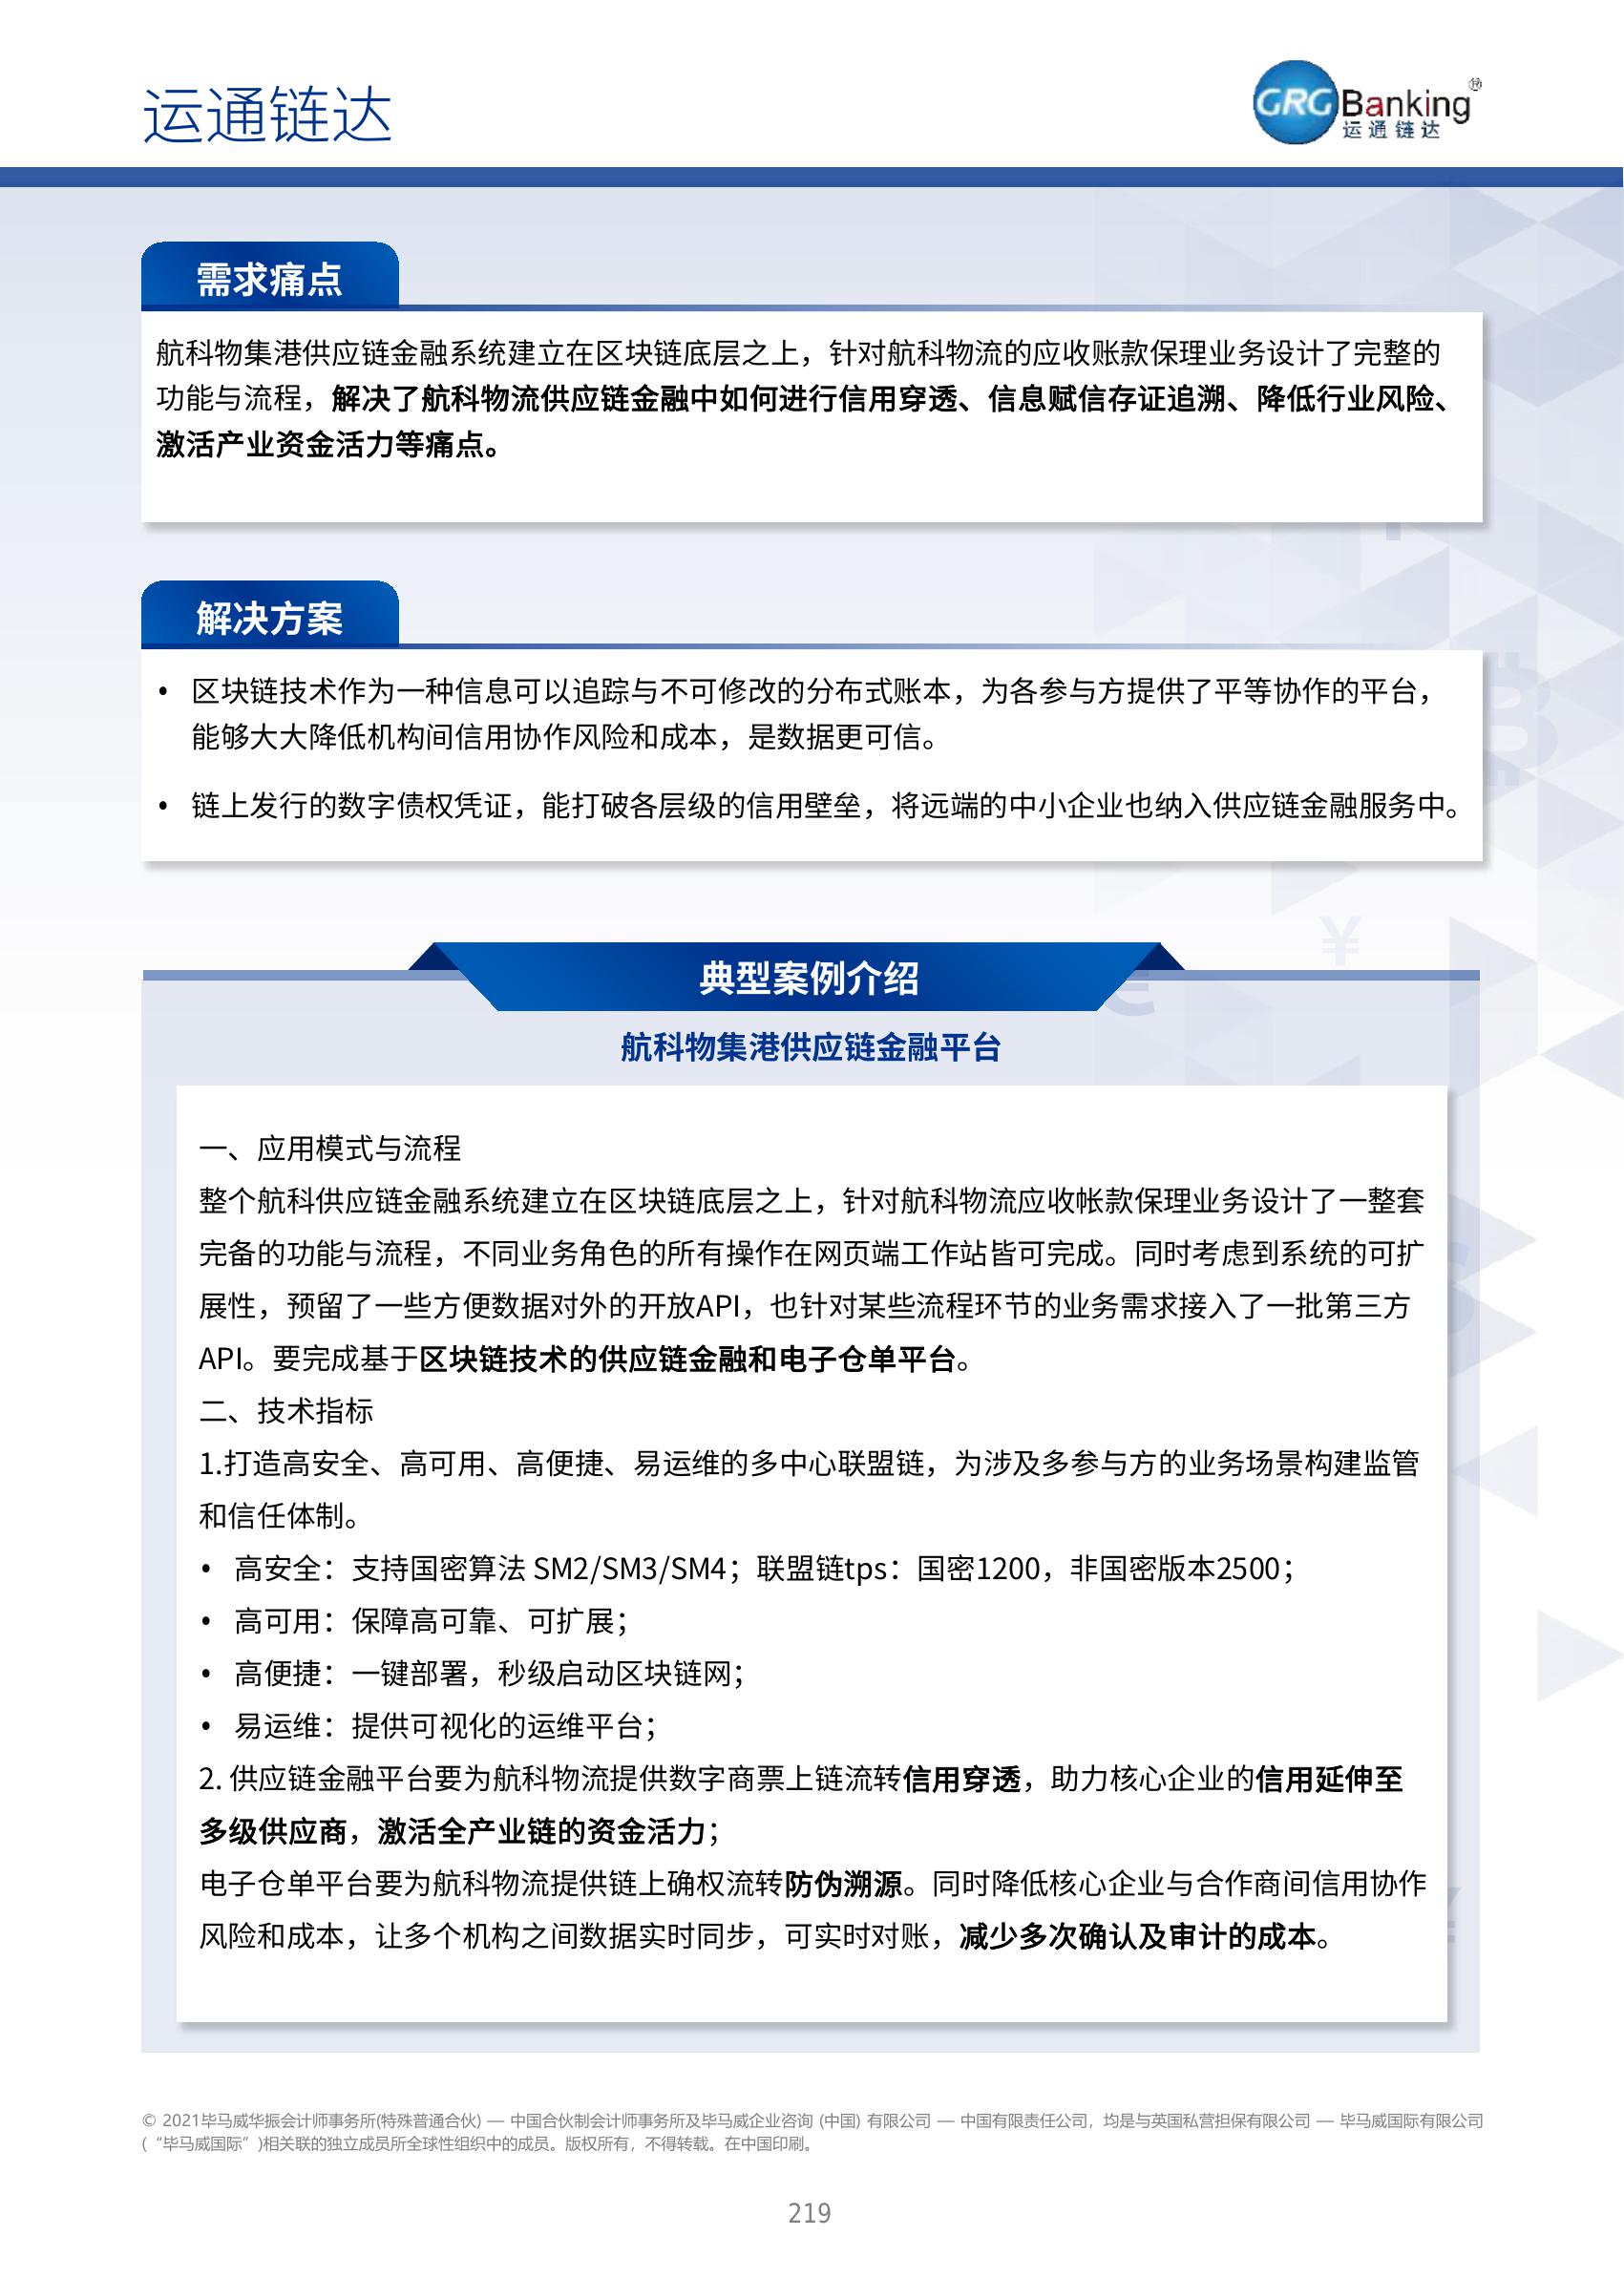 运通链达
GRGBanking®
运通链达
需求痛点
航科物集港供应链金融系统建立在区块链底层之上，针对航科物流的应收账款保理业务设计了完整的
功能与流程，解决了航科物流供应链金融中如何进行信用穿透、信息赋信存证追溯、降低行业风险、
激活产业资金活力等痛点。
解决方案
• 区块链技术作为一种信息可以追踪与不可修改的分布式账本，为各参与方提供了平等协作的平台，
能够大大降低机构间信用协作风险和成本，是数据更可信。
• 链上发行的数字债权凭证，能打破各层级的信用壁垒，将远端的中小企业也纳入供应链金融服务中。
典型案例介绍
航科物集港供应链金融平台
一、应用模式与流程
整个航科供应链金融系统建立在区块链底层之上，针对航科物流应收帐款保理业务设计了一整套
完备的功能与流程，不同业务角色的所有操作在网页端工作站皆可完成。同时考虑到系统的可扩
展性，预留了一些方便数据对外的开放API，也针对某些流程环节的业务需求接入了一批第三方
API。要完成基于区块链技术的供应链金融和电子仓单平台。
二、技术指标
1.打造高安全、高可用、高便捷、易运维的多中心联盟链，为涉及多参与方的业务场景构建监管
和信任体制。
• 高安全：支持国密算法 SM2/SM3/SM4；联盟链tps：国密1200，非国密版本2500；
• 高可用：保障高可靠、可扩展；
• 高便捷：一键部署，秒级启动区块链网；
• 易运维：提供可视化的运维平台；
2. 供应链金融平台要为航科物流提供数字商票上链流转信用穿透，助力核心企业的信用延伸至
多级供应商，激活全产业链的资金活力；
电子仓单平台要为航科物流提供链上确权流转防伪溯源。同时降低核心企业与合作商间信用协作
风险和成本，让多个机构之间数据实时同步，可实时对账，减少多次确认及审计的成本。
© 2021毕马威华振会计师事务所(特殊普通合伙) — 中国合伙制会计师事务所及毕马威企业咨询 (中国) 有限公司 — 中国有限责任公司，均是与英国私营担保有限公司 — 毕马威国际有限公司
(“毕马威国际”)相关联的独立成员所全球性组织中的成员。版权所有，不得转载。在中国印刷。
219